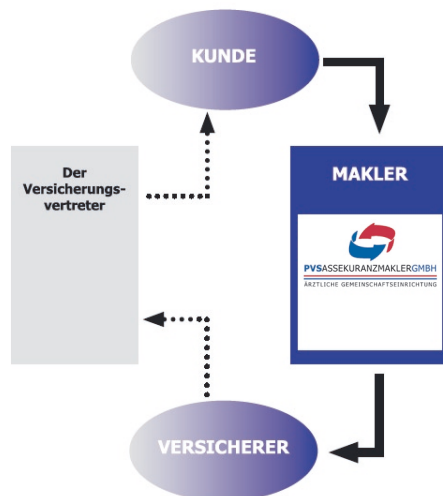 KUNDE
Der
Versicherungs-
vertreter
MAKLER
PVSASSEKURANZMAKLERGMBH
ÄRZTLICHE GEMEINSCHAFTSEINRICHTUNG
VERSICHERER